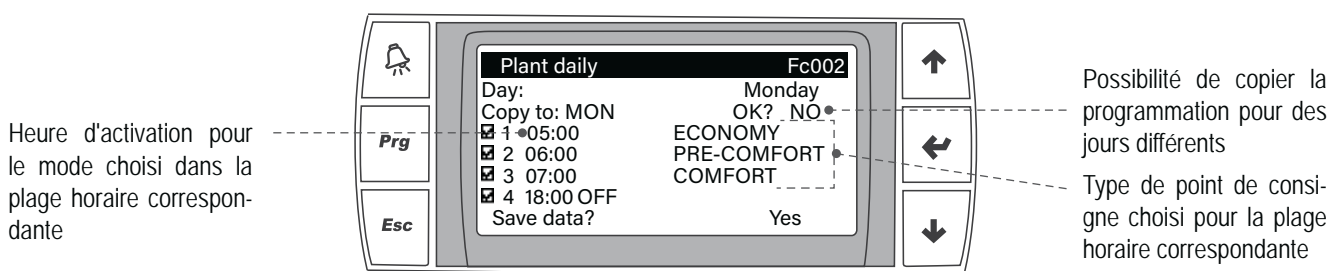 Heure d'activation pour
le mode choisi dans la
plage horaire correspon-
dante
Prg
Esc
Plant daily Fc002
Day: Monday
Copy to: MON OK? NO
1 05:00 ECONOMY
2 06:00 PRE-COMFORT
3 07:00 COMFORT
4 18:00 OFF
Save data? Yes
Possibilité de copier la
programmation pour des
jours différents
Type de point de consi-
gne choisi pour la plage
horaire correspondante